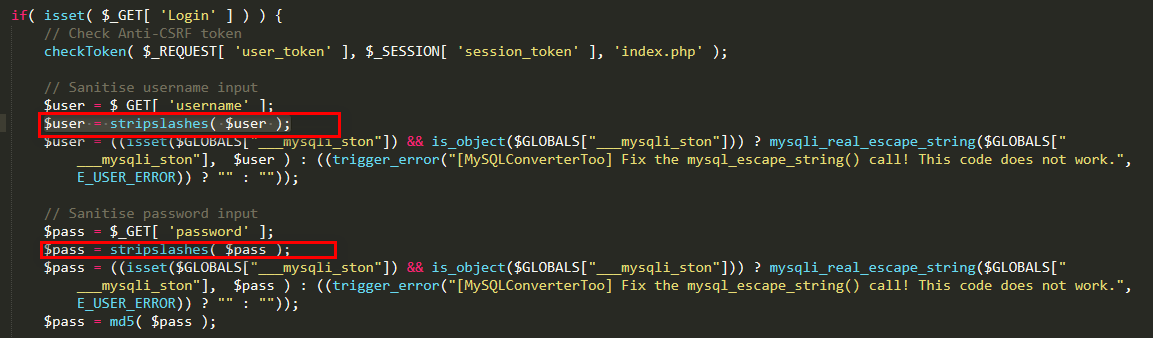 if( isset( $_GET[ 'Login' ] ) ) {
// Check Anti-CSRF token
checkToken( $_REQUEST[ 'user_token' ], $_SESSION[ 'session_token' ], 'index.php' );
// Sanitise username input
$user = $_GET[ 'username' ];
$user = stripslashes( $user );
$user = ((isset($GLOBALS["___mysqli_ston"]) && is_object($GLOBALS["___mysqli_ston"])) ? mysqli_real_escape_string($GLOBALS["
___mysqli_ston"], $user ) : ((trigger_error("[MySQLConverterToo] Fix the mysql_escape_string() call! This code does not work.",
E_USER_ERROR)) ? "" : ""));
// Sanitise password input
$pass = $_GET[ 'password' ];
$pass = stripslashes( $pass );
$pass = ((isset($GLOBALS["___mysqli_ston"]) && is_object($GLOBALS["___mysqli_ston"])) ? mysqli_real_escape_string($GLOBALS["
___mysqli_ston"], $pass ) : ((trigger_error("[MySQLConverterToo] Fix the mysql_escape_string() call! This code does not work.",
E_USER_ERROR)) ? "" : ""));
$pass = md5( $pass );